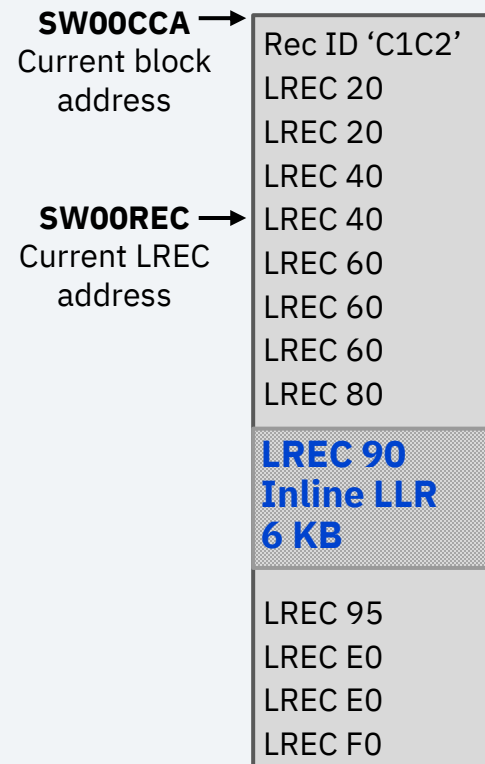 SW00CCA
Current block
address
SW00REC
Current LREC
address
Rec ID ‘C1C2’
LREC 20
LREC 20
LREC 40
LREC 40
LREC 60
LREC 60
LREC 60
LREC 80
LREC 90
Inline LLR
6 KB
LREC 95
LREC E0
LREC E0
LREC F0